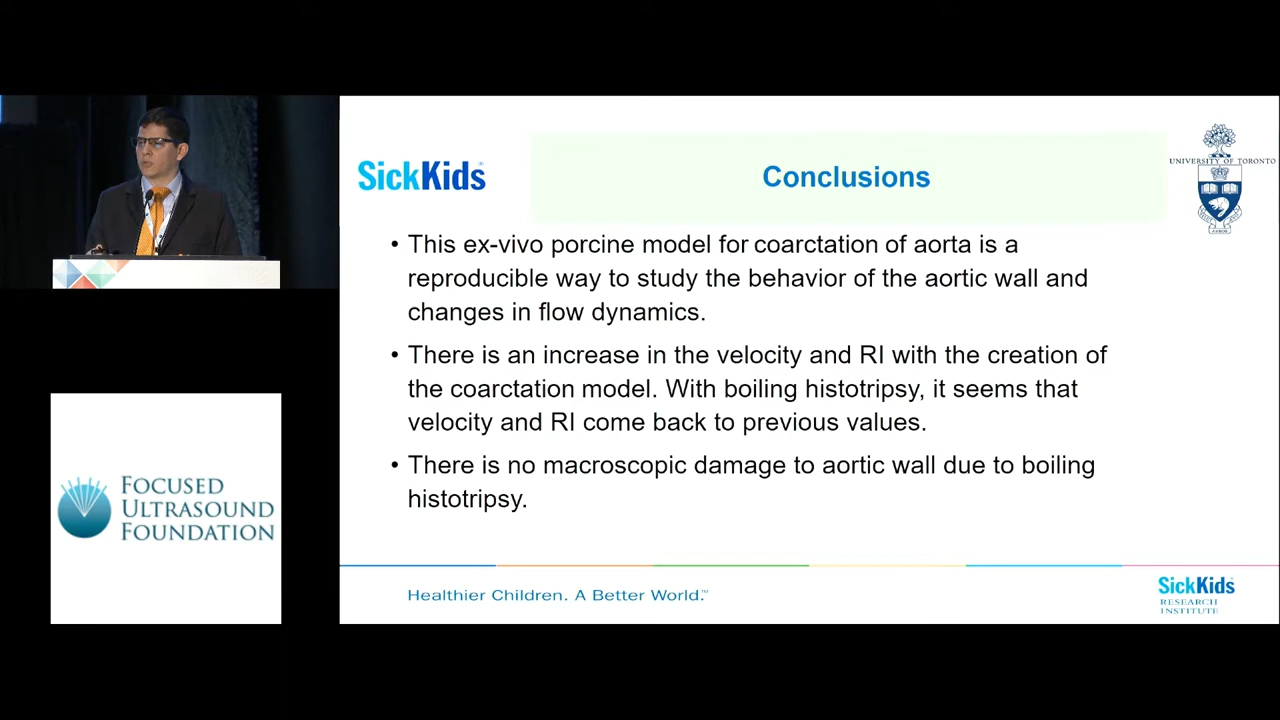 SickKids
Conclusions
UNIVERSITY OF TORONTO
• This ex-vivo porcine model for coarctation of aorta is a
reproducible way to study the behavior of the aortic wall and
changes in flow dynamics.
• There is an increase in the velocity and RI with the creation of
the coarctation model. With boiling histotripsy, it seems that
velocity and RI come back to previous values.
• There is no macroscopic damage to aortic wall due to boiling
histotripsy.
FOCUSED
ULTRASOUND
FOUNDATION
Healthier Children. A Better World.™
SickKids
RESEARCH
INSTITUTE